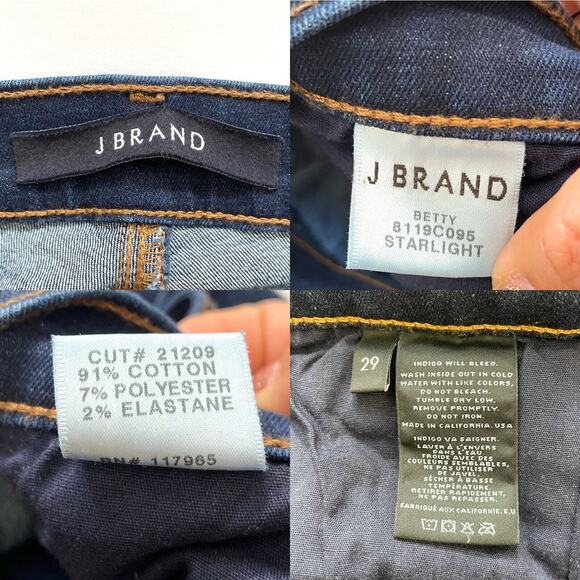 J BRAND
J BRAND
BETTY
8119C095
STARLIGHT
CUT# 21209
91% COTTON
7% POLYESTER
2% ELASTANE
RN# 117965
29
INDIGO WILL BLEED.
WASH INSIDE OUT IN COLD
WATER WITH LIKE COLORS,
DO NOT BLEACH.
TUMBLE DRY LOW.
REMOVE PROMPTLY.
DO NOT IRON.
MADE IN CALIFORNIA. USA
INDIGO VA SAIGNER.
LAVER À L'ENVERS
DANS L'EAU
FROIDE AVEC DES
COULEURS SEMBLABLES,
NE PAS UTILISER
DE JAVEL.
SÉCHER À BASSE
TEMPÉRATURE.
RETIRER RAPIDEMENT,
NE PAS REPASSER.
FABRIQUÉ AUX CALIFORNIE. E.U